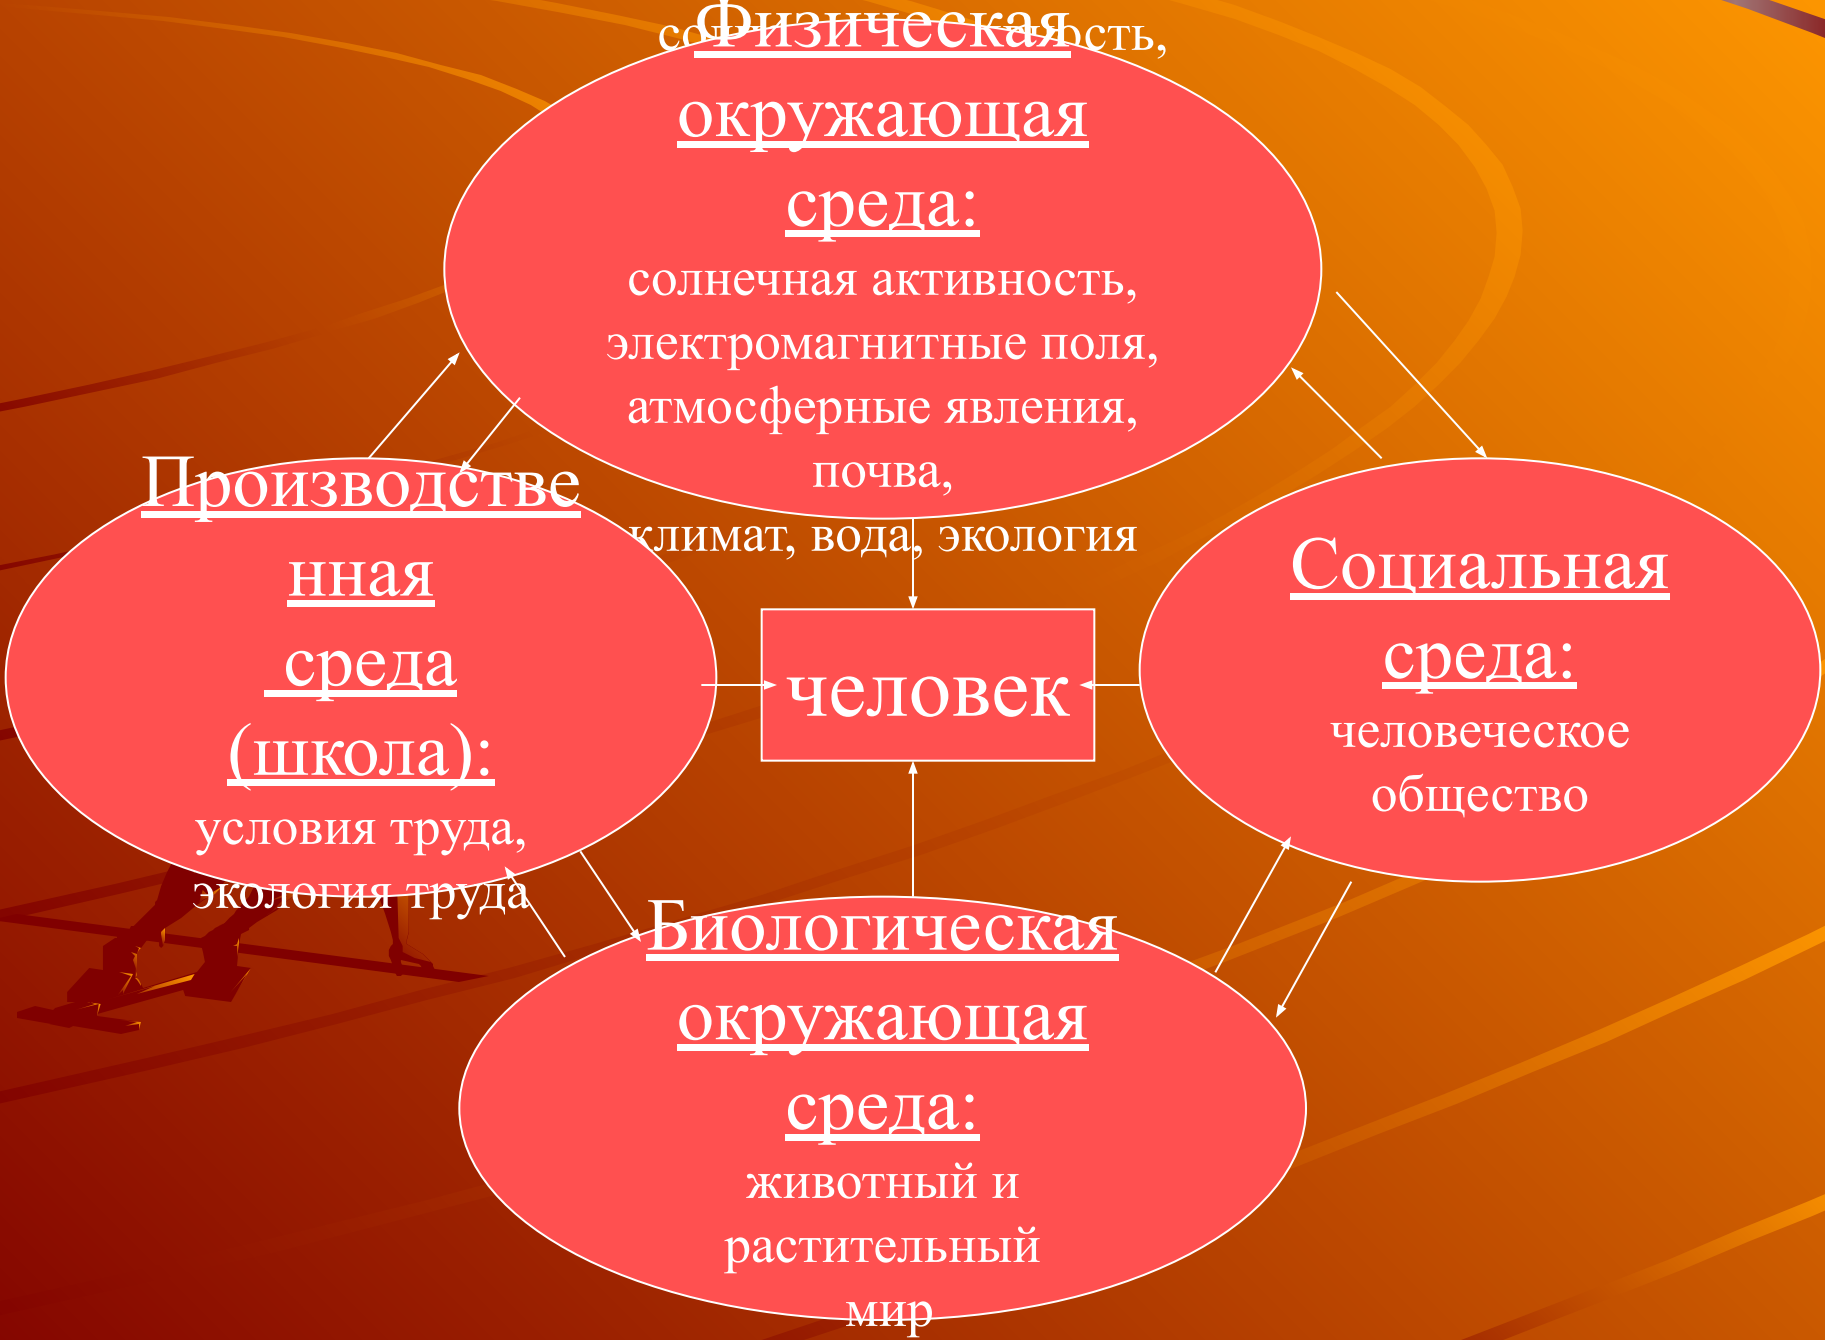 Физическая
окружающая
среда:
солнечная активность,
электромагнитные поля,
атмосферные явления,
почва,
климат, вода, экология
Производстве
нная
среда
(школа):
условия труда,
экология труда
человек
Социальная
среда:
человеческое
общество
Биологическая
окружающая
среда:
животный и
растительный
мир